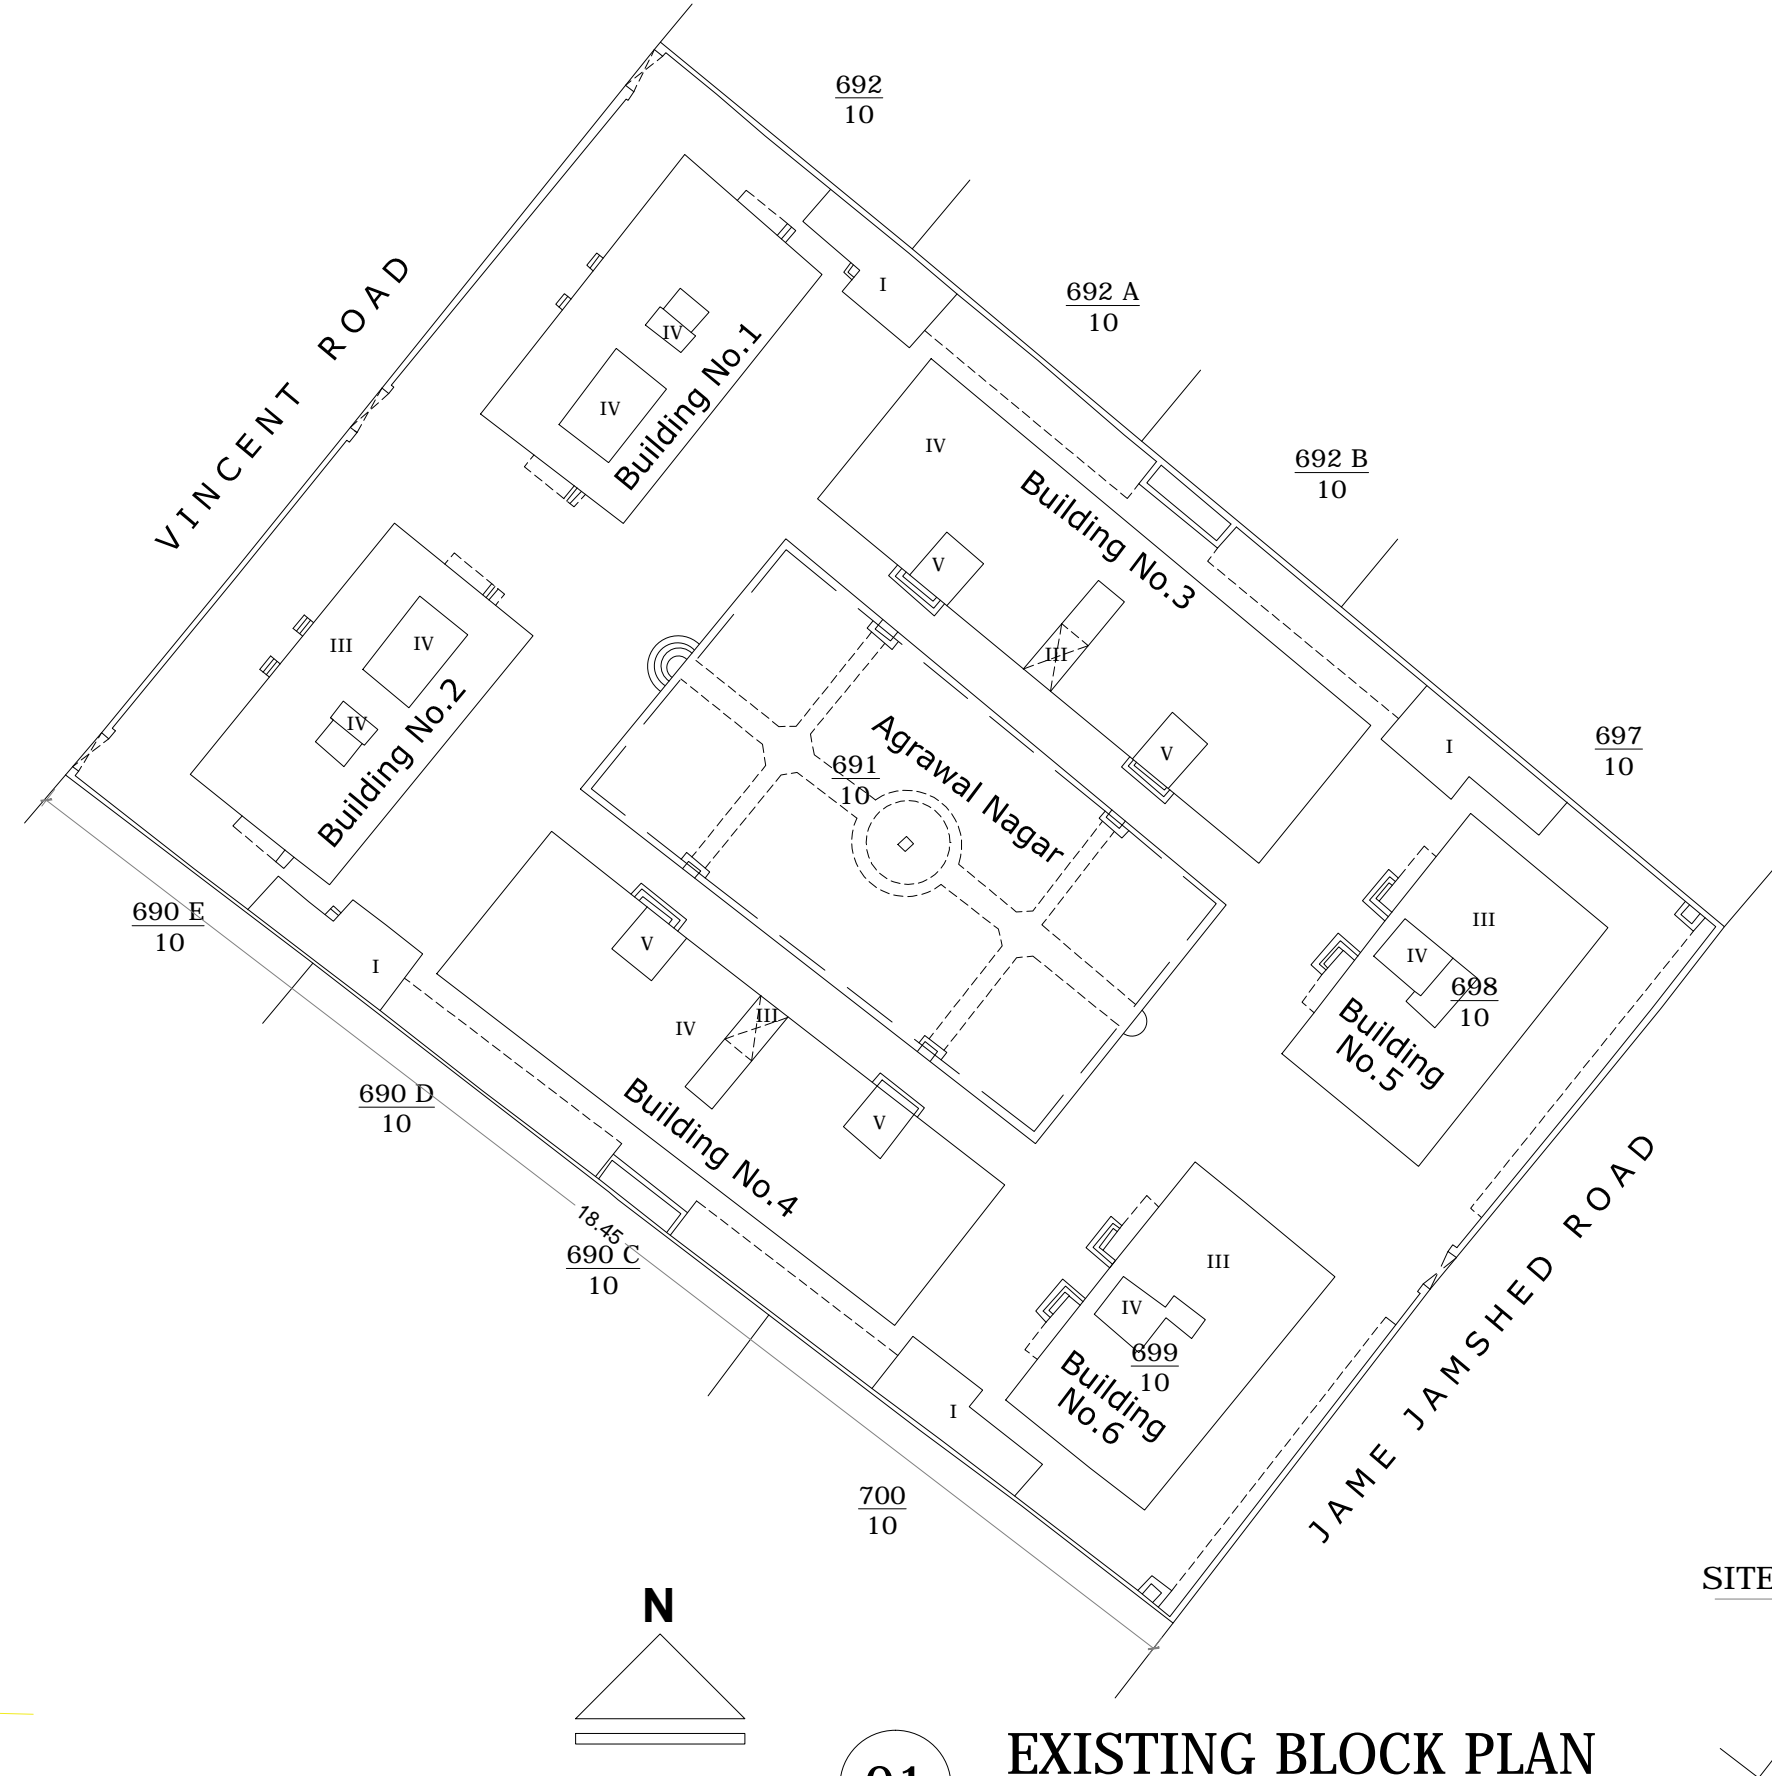 692
10
692 A
10
692 B
10
697
10
VINCENT ROAD
I
IV
IV
Building No.1
IV
V
Building No.3
III
V
I
III
IV
IV
Building No.2
Agrawal Nagar
691
10
690 E
10
I
V
IV
III
V
Building No.4
690 D
10
18.45
690 C
10
III
IV
698
10
Building
No.5
III
IV
699
10
Building
No.6
I
700
10
JAME JAMSHED ROAD
SITE
N
01
EXISTING BLOCK PLAN